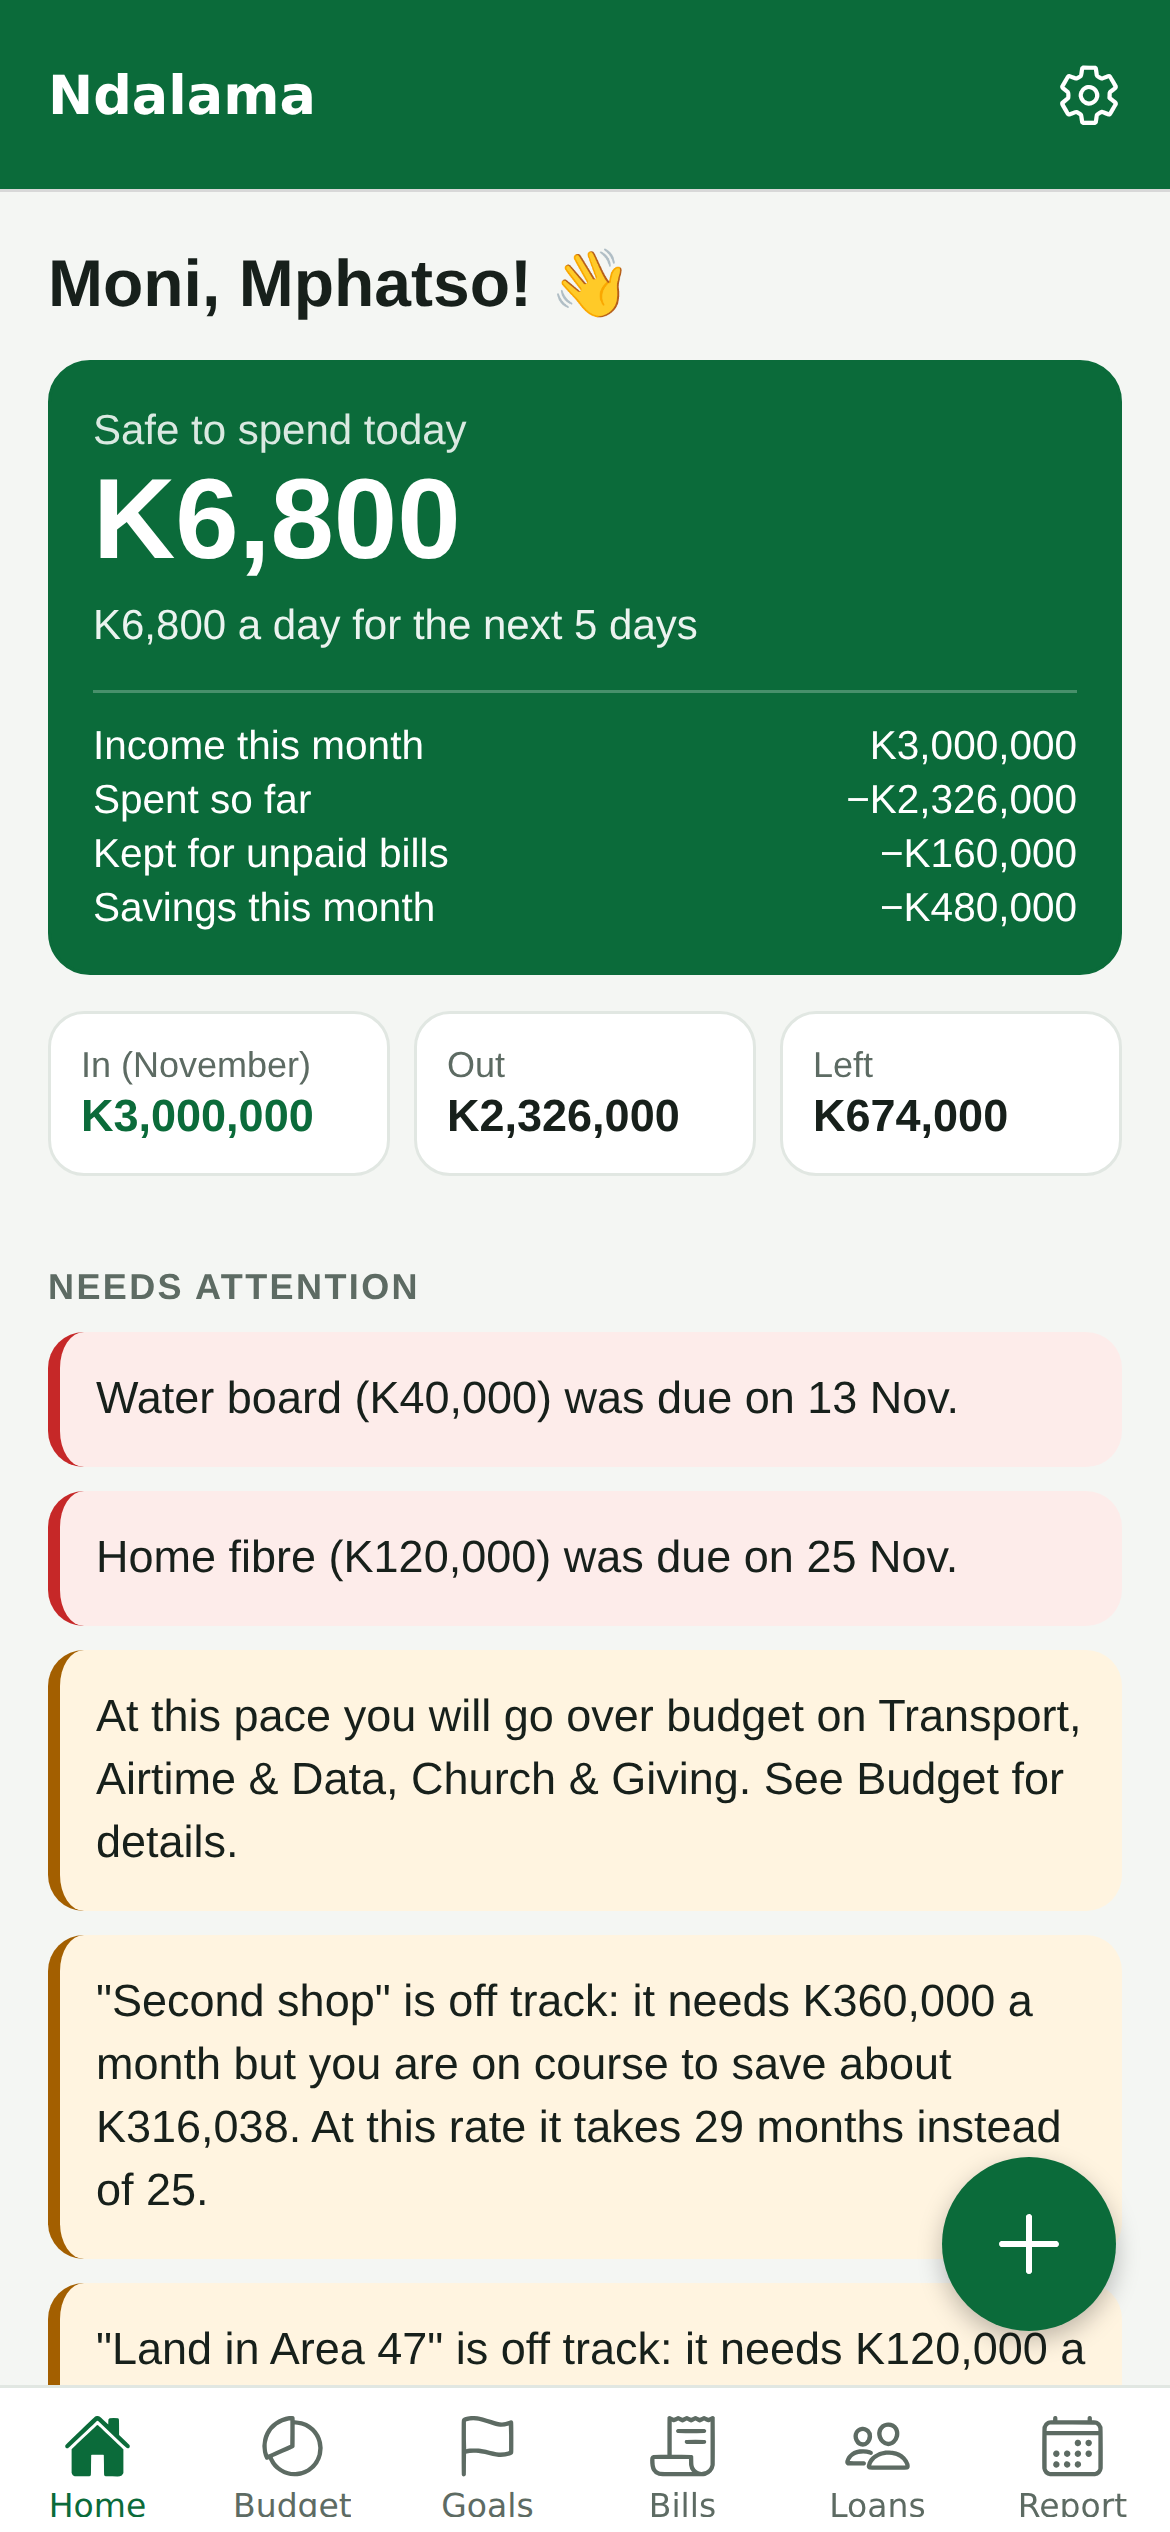 Ndalama
Moni, Mphatso! 👋
Safe to spend today
K6,800
K6,800 a day for the next 5 days
Income this month K3,000,000
Spent so far −K2,326,000
Kept for unpaid bills −K160,000
Savings this month −K480,000
In (November) Out Left
K3,000,000 K2,326,000 K674,000
NEEDS ATTENTION
Water board (K40,000) was due on 13 Nov.
Home fibre (K120,000) was due on 25 Nov.
At this pace you will go over budget on Transport,
Airtime & Data, Church & Giving. See Budget for
details.
"Second shop" is off track: it needs K360,000 a
month but you are on course to save about
K316,038. At this rate it takes 29 months instead
of 25.
"Land in Area 47" is off track: it needs K120,000 a
Home Budget Goals Bills Loans Report